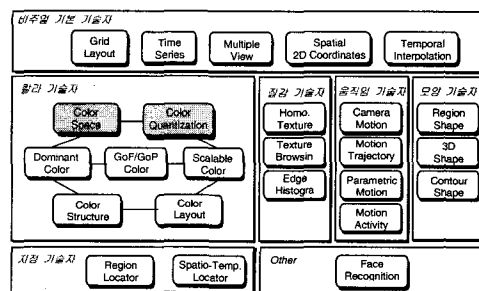 비주얼 기본 기술자
Grid
Layout
Time
Series
Multiple
View
Spatial
2D Coordinates
Temporal
Interpolation
칼라 기술자
Color
Space
Color
Quantization
Dominant
Color
GoF/GoP
Color
Scalable
Color
Color
Structure
Color
Layout
질감 기술자
Homo.
Texture
Texture
Browsin
Edge
Histogra
움직임 기술자
Camera
Motion
Motion
Trajectory
Parametric
Motion
Motion
Activity
모양 기술자
Region
Shape
3D
Shape
Contour
Shape
지정 기술자
Region
Locator
Spatio-Temp.
Locator
Other
Face
Recognition